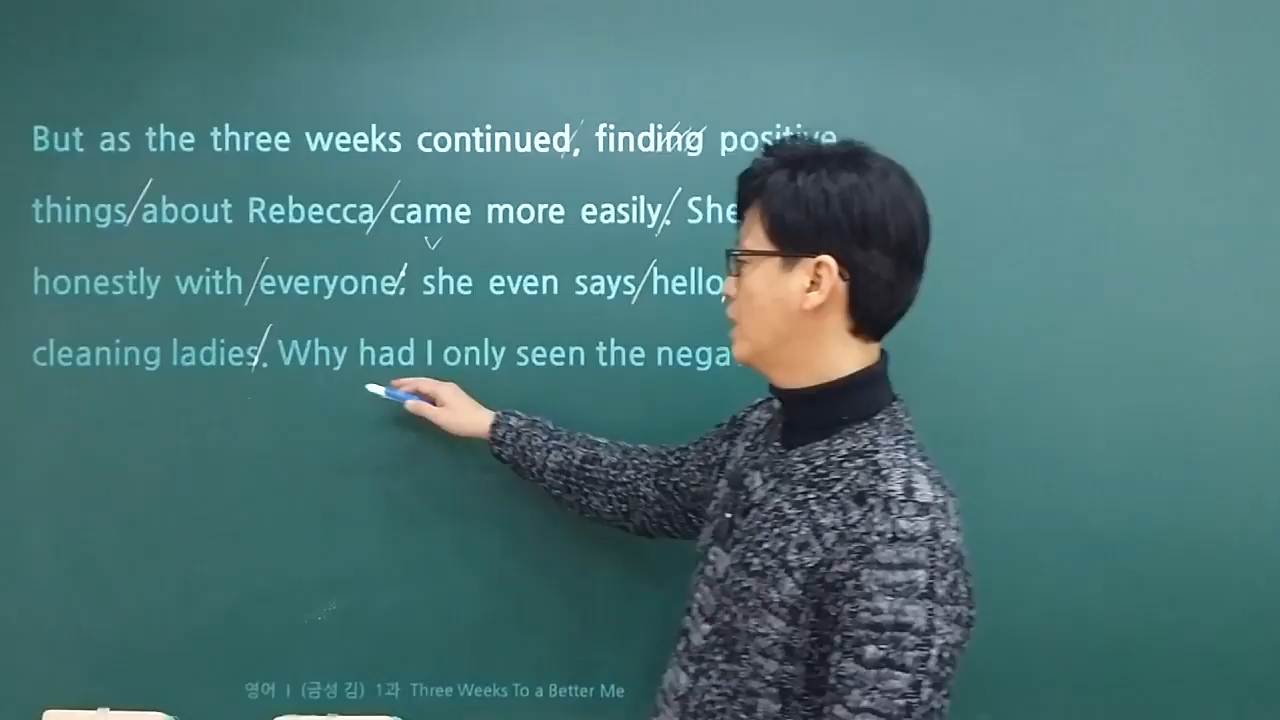 But as the three weeks continued, finding positive
things about Rebecca came more easily. She
honestly with everyone: she even says hello
cleaning ladies. Why had I only seen the
영어 I (금성 김) 1과 Three Weeks To a Better Me